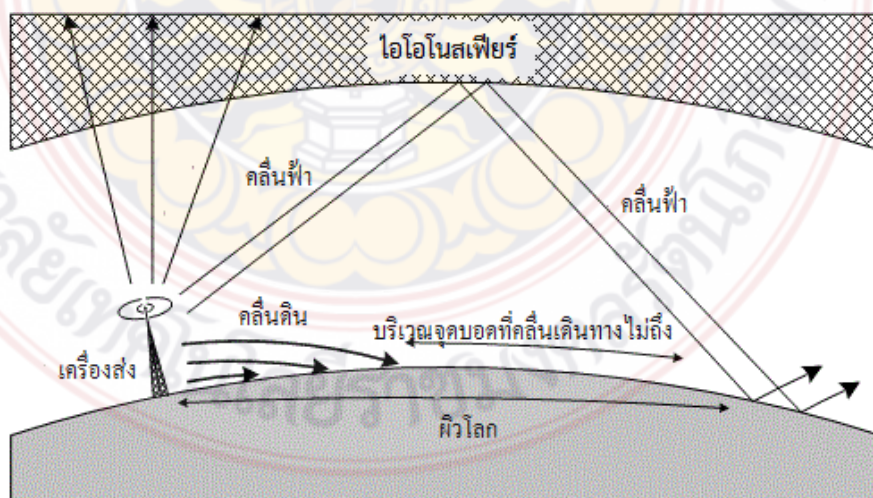 ไอโอโนสเฟียร์
คลื่นฟ้า
คลื่นฟ้า
คลื่นดิน
บริเวณจุดบอดที่คลื่นเดินทางไม่ถึง
เครื่องส่ง
ผิวโลก